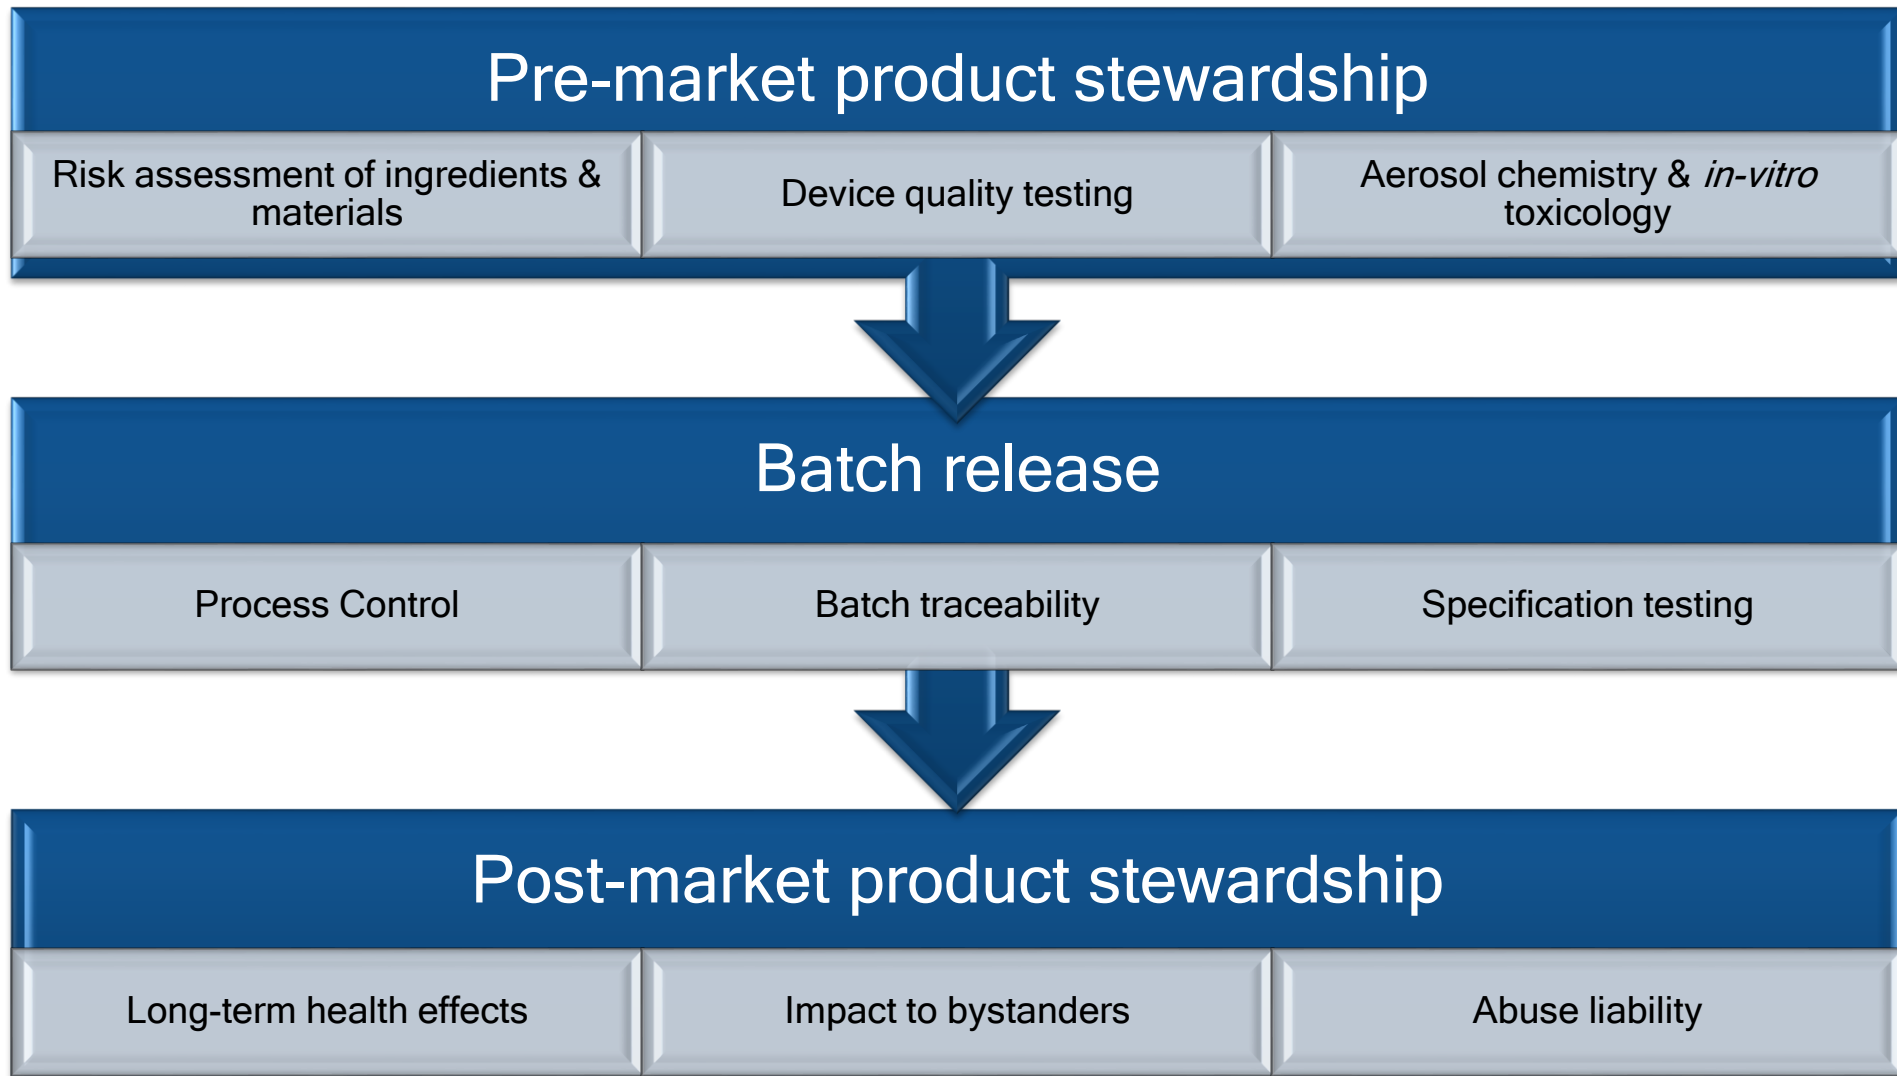 Pre-market product stewardship
Risk assessment of ingredients &
materials
Device quality testing
Aerosol chemistry & in-vitro
toxicology
Batch release
Process Control
Batch traceability
Specification testing
Post-market product stewardship
Long-term health effects
Impact to bystanders
Abuse liability